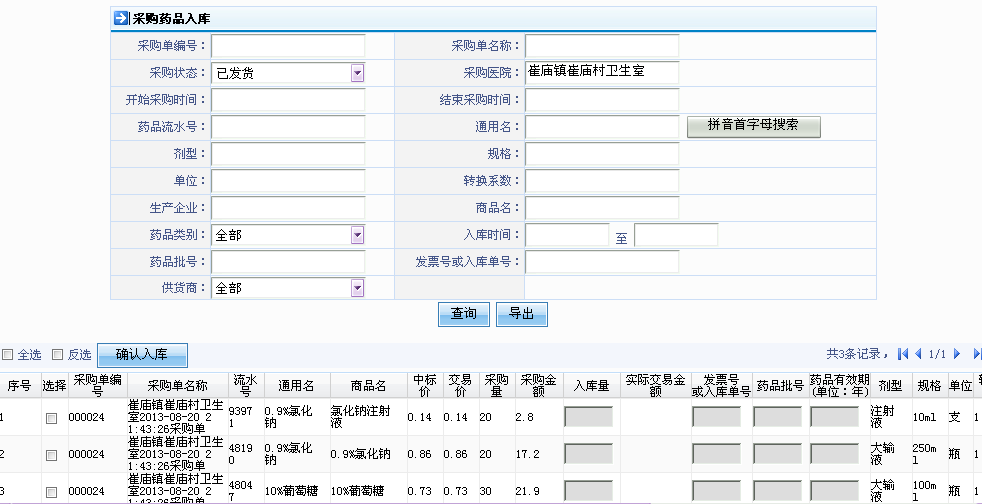 采购药品入库
采购单编号： 采购单名称：
采购状态： 已发货 采购医院： 崔庙镇崔庙村卫生室
开始采购时间： 结束采购时间：
药品流水号： 通用名： 拼音首字母搜索
剂型： 规格：
单位： 转换系数：
生产企业： 商品名：
药品类别： 全部 入库时间： 至
药品批号： 发票号或入库单号：
供货商： 全部
查询 导出
全选 反选 确认入库 共3条记录， 1/1
序号 选择 采购单编号 采购单名称 流水号 通用名 商品名 中标价 交易价 采购量 采购金额 入库量 实际交易金额 发票号或入库单号 药品批号 药品有效期(单位：年) 剂型 规格 单位
1 000024 崔庙镇崔庙村卫生室2013-08-20 21:43:26采购单 93971 0.9%氯化钠 氯化钠注射液 0.14 0.14 20 2.8 注射液 10ml 支 1
2 000024 崔庙镇崔庙村卫生室2013-08-20 21:43:26采购单 48190 0.9%氯化钠 0.9%氯化钠 0.86 0.86 20 17.2 大输液 250ml 瓶 1
3 000024 崔庙镇崔庙村卫生室2013-08-20 21:43:26采购单 48047 10%葡萄糖 10%葡萄糖 0.73 0.73 30 21.9 大输液 100ml 瓶 1